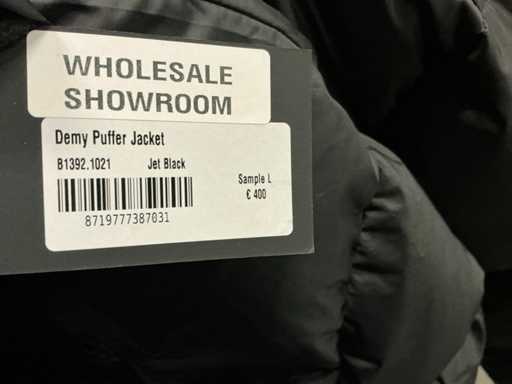 WHOLESALE
SHOWROOM
Demy Puffer Jacket
B1392.1021 Jet Black
Sample L
€ 400
8719777387031